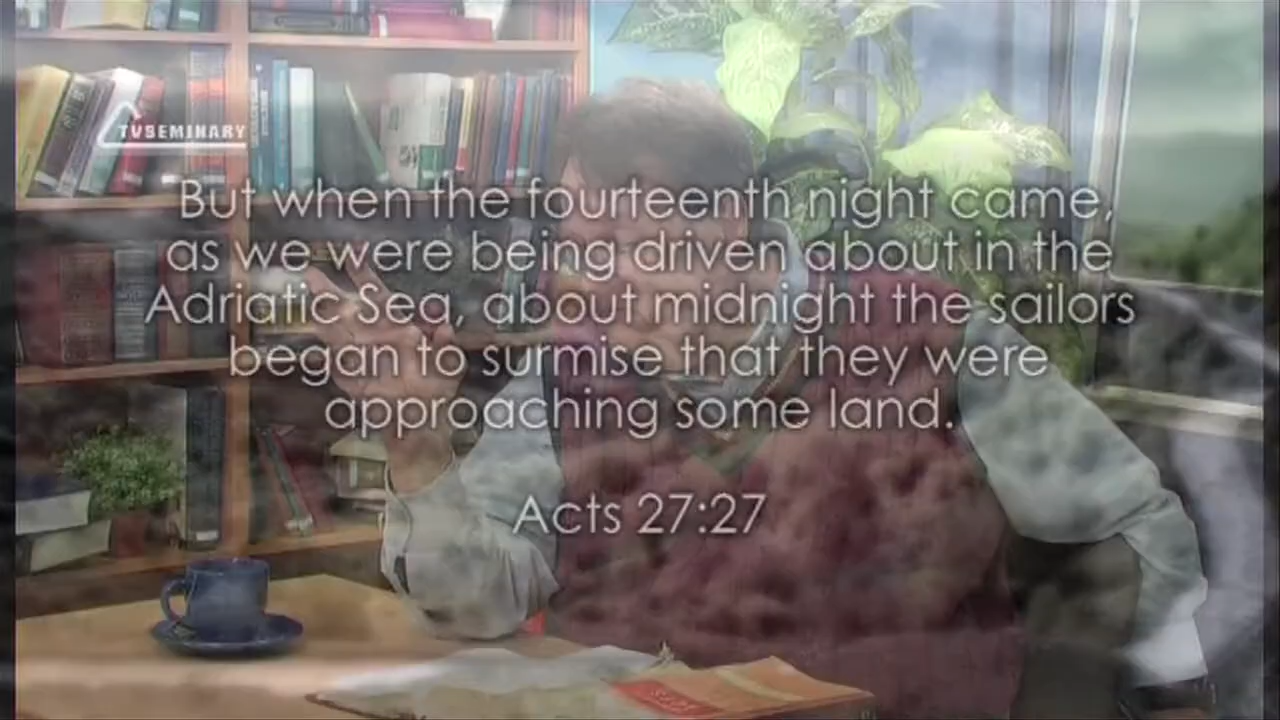 TVSEMINARY
But when the fourteenth night came,
as we were being driven about in the
Adriatic Sea, about midnight the sailors
began to surmise that they were
approaching some land.
Acts 27:27